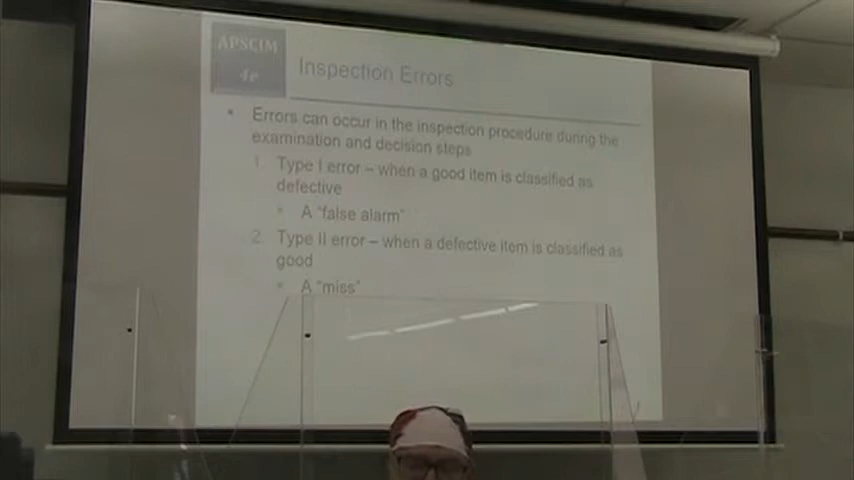 APSCIM
4e
Inspection Errors
• Errors can occur in the inspection procedure during the
examination and decision steps
1. Type I error – when a good item is classified as
defective
• A "false alarm"
2. Type II error – when a defective item is classified as
good
• A "miss"